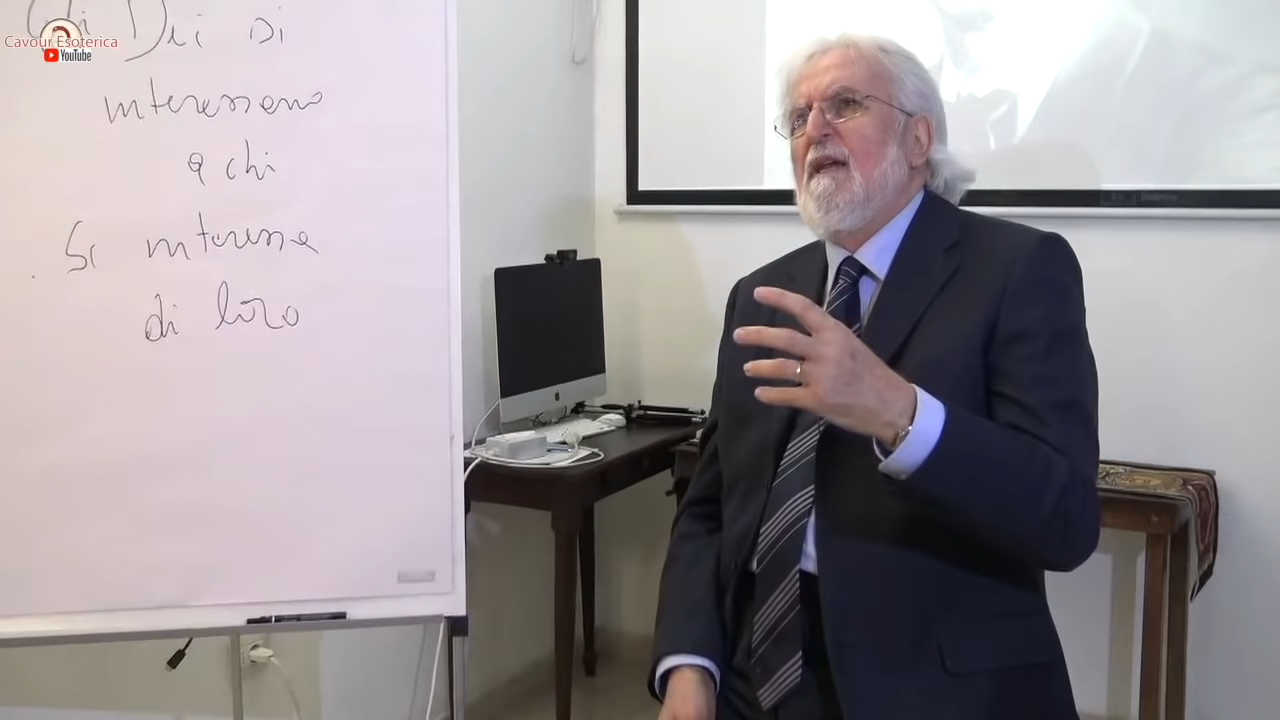 Cavour Esoterica
YouTube
Gli Dei si
interessano
a chi
si interessa
di loro